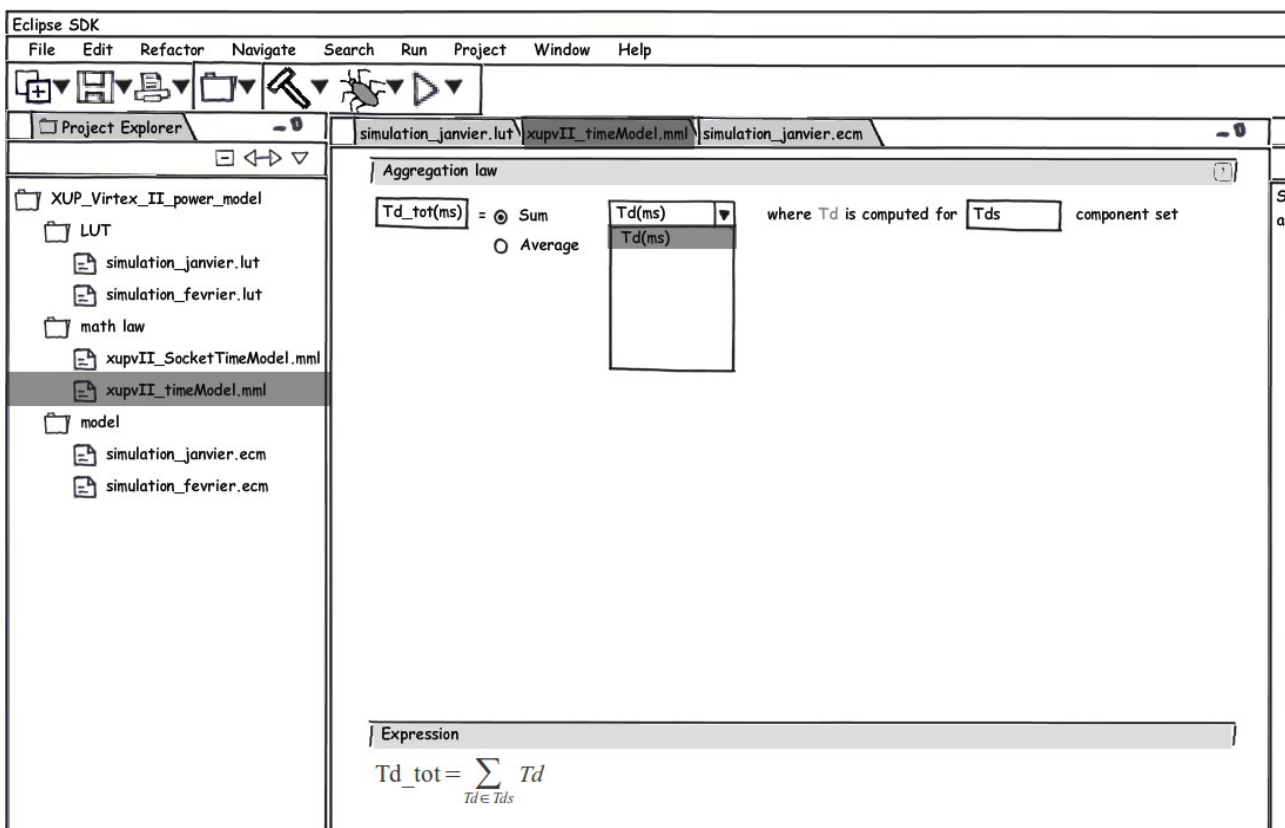 Eclipse SDK
File Edit Refactor Navigate Search Run Project Window Help
Project Explorer
XUP_Virtex_II_power_model
LUT
simulation_janvier.lut
simulation_fevrier.lut
math law
xupvII_SocketTimeModel.mml
xupvII_timeModel.mml
model
simulation_janvier.ecm
simulation_fevrier.ecm
simulation_janvier.lut xupvII_timeModel.mml simulation_janvier.ecm
Aggregation law
Td_tot(ms) = Sum Td(ms) where Td is computed for Tds component set
Average Td(ms)
Expression
Td_tot = ∑ Td
Td ∈ Tds
S
a